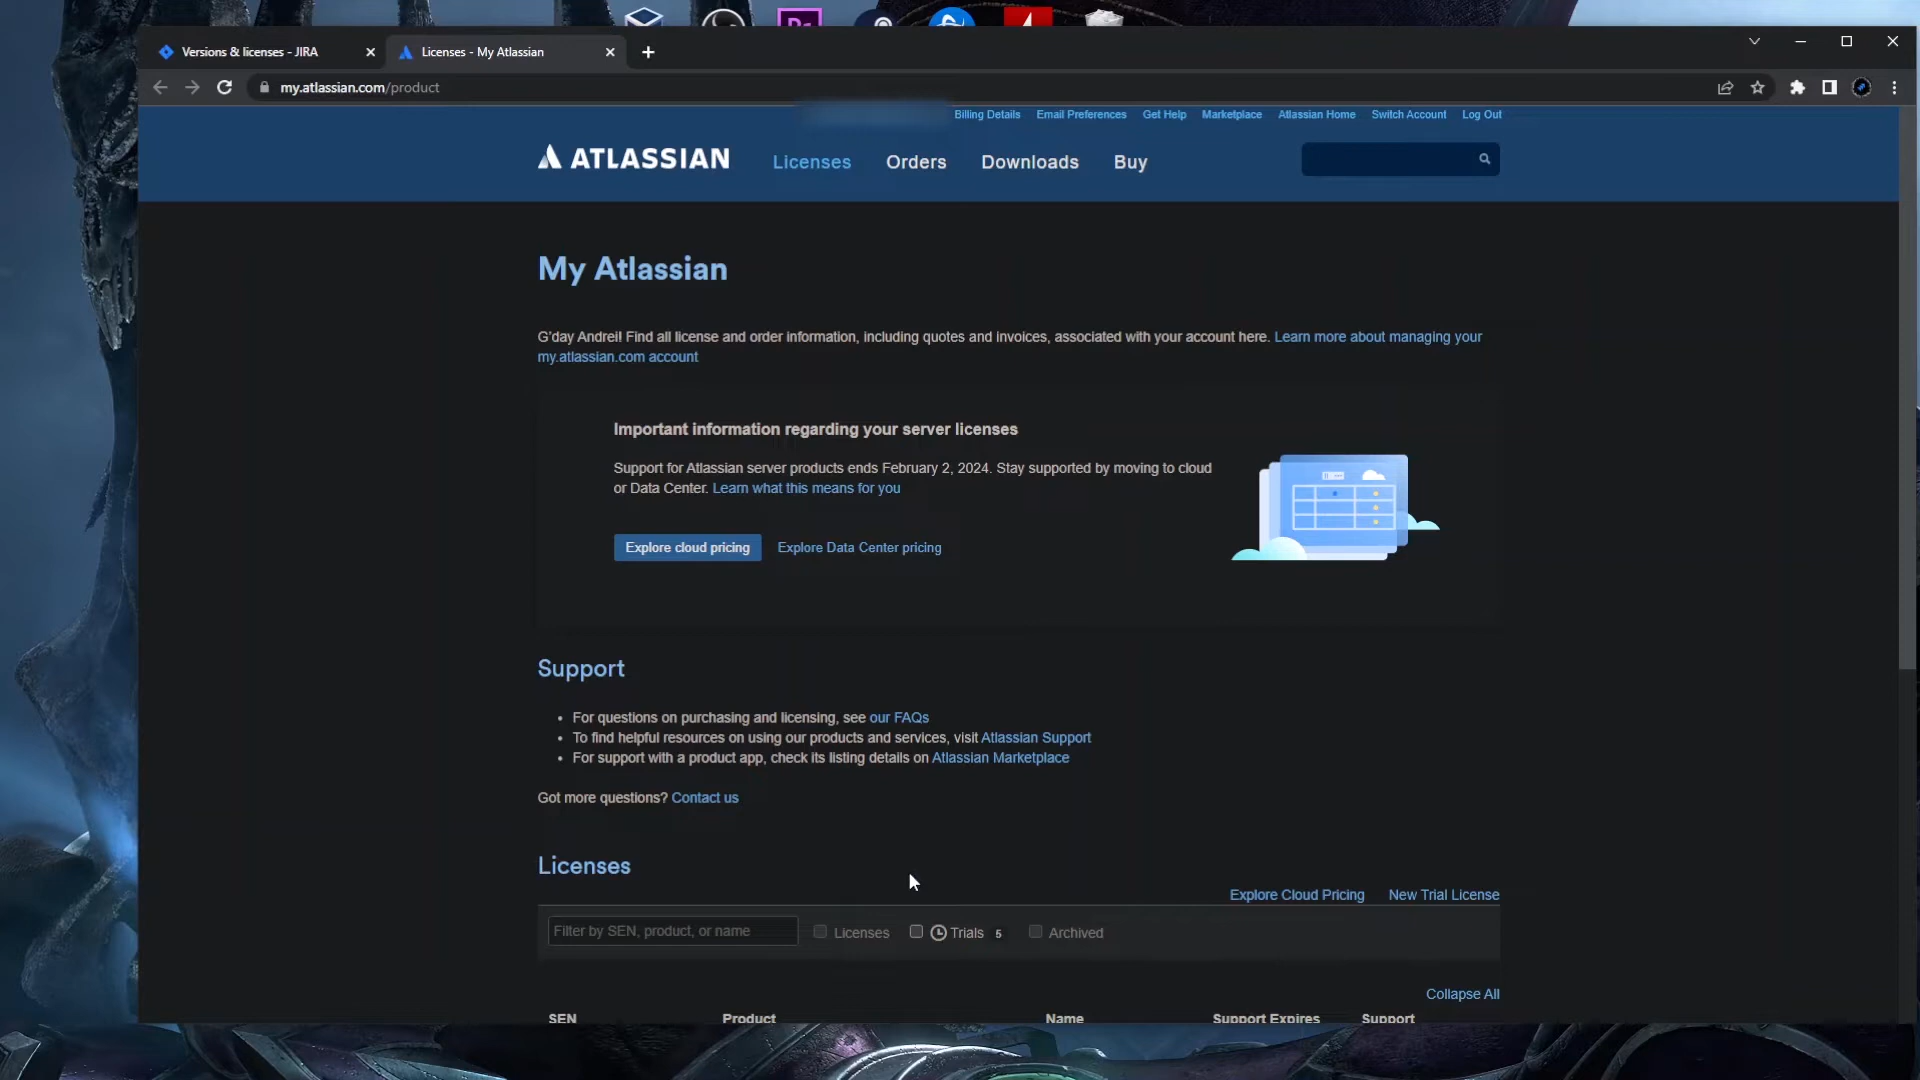 Versions & licenses - JIRA
Licenses - My Atlassian
my.atlassian.com/product
Billing Details Email Preferences Get Help Marketplace Atlassian Home Switch Account Log Out
ATLASSIAN Licenses Orders Downloads Buy
My Atlassian
G'day Andrei! Find all license and order information, including quotes and invoices, associated with your account here. Learn more about managing your
my.atlassian.com account
Important information regarding your server licenses
Support for Atlassian server products ends February 2, 2024. Stay supported by moving to cloud
or Data Center. Learn what this means for you
Explore cloud pricing Explore Data Center pricing
Support
• For questions on purchasing and licensing, see our FAQs
• To find helpful resources on using our products and services, visit Atlassian Support
• For support with a product app, check its listing details on Atlassian Marketplace
Got more questions? Contact us
Licenses
Explore Cloud Pricing New Trial License
Filter by SEN, product, or name Licenses Trials 5 Archived
Collapse All
SEN Product Name Support Expires Support